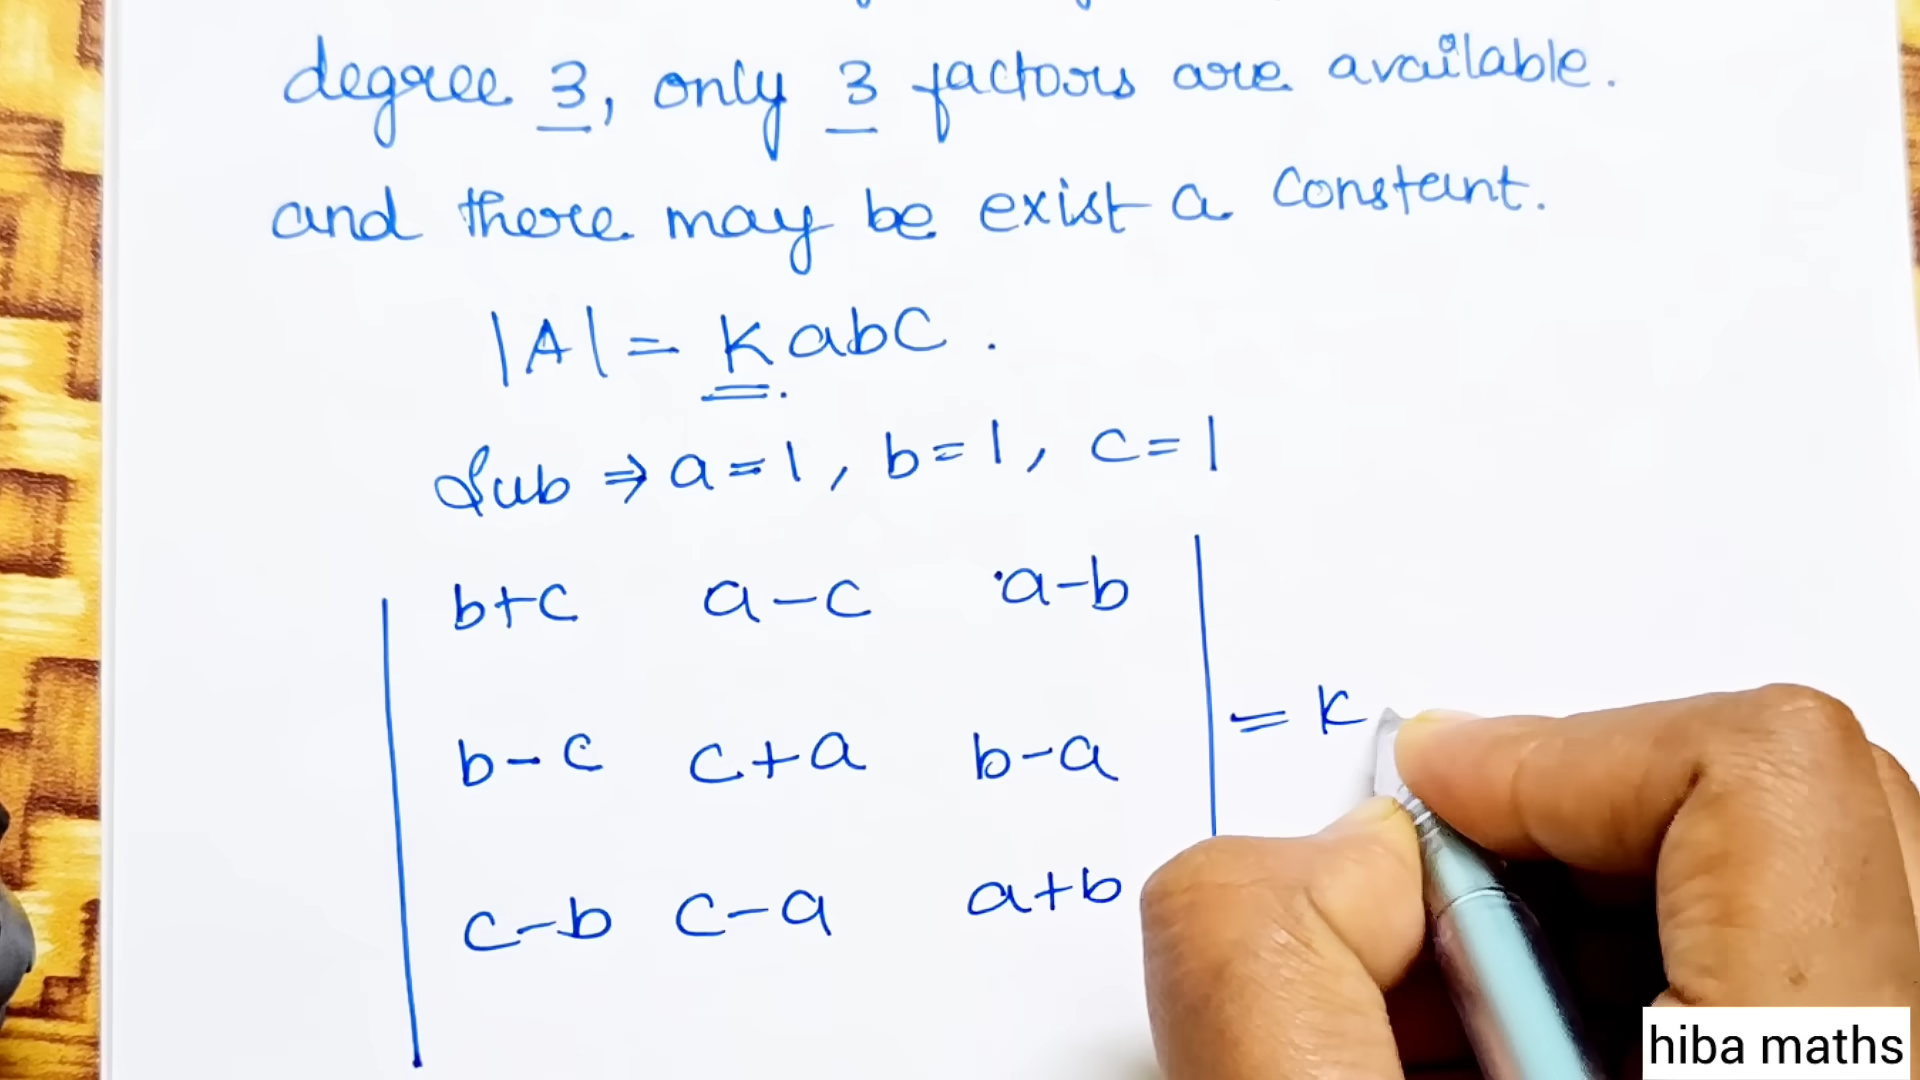 degree 3, only 3 factors are available.
and there may be exist a constant.
|A| = K abc.
Sub ⇒ a=1, b=1, c=1
| b+c a-c a-b |
| b-c c+a b-a | = K
| c-b c-a a+b
hiba maths